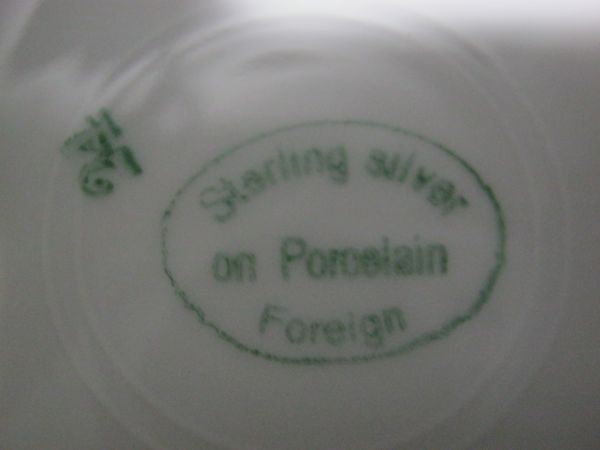 Sterling silver
on Porcelain
Foreign